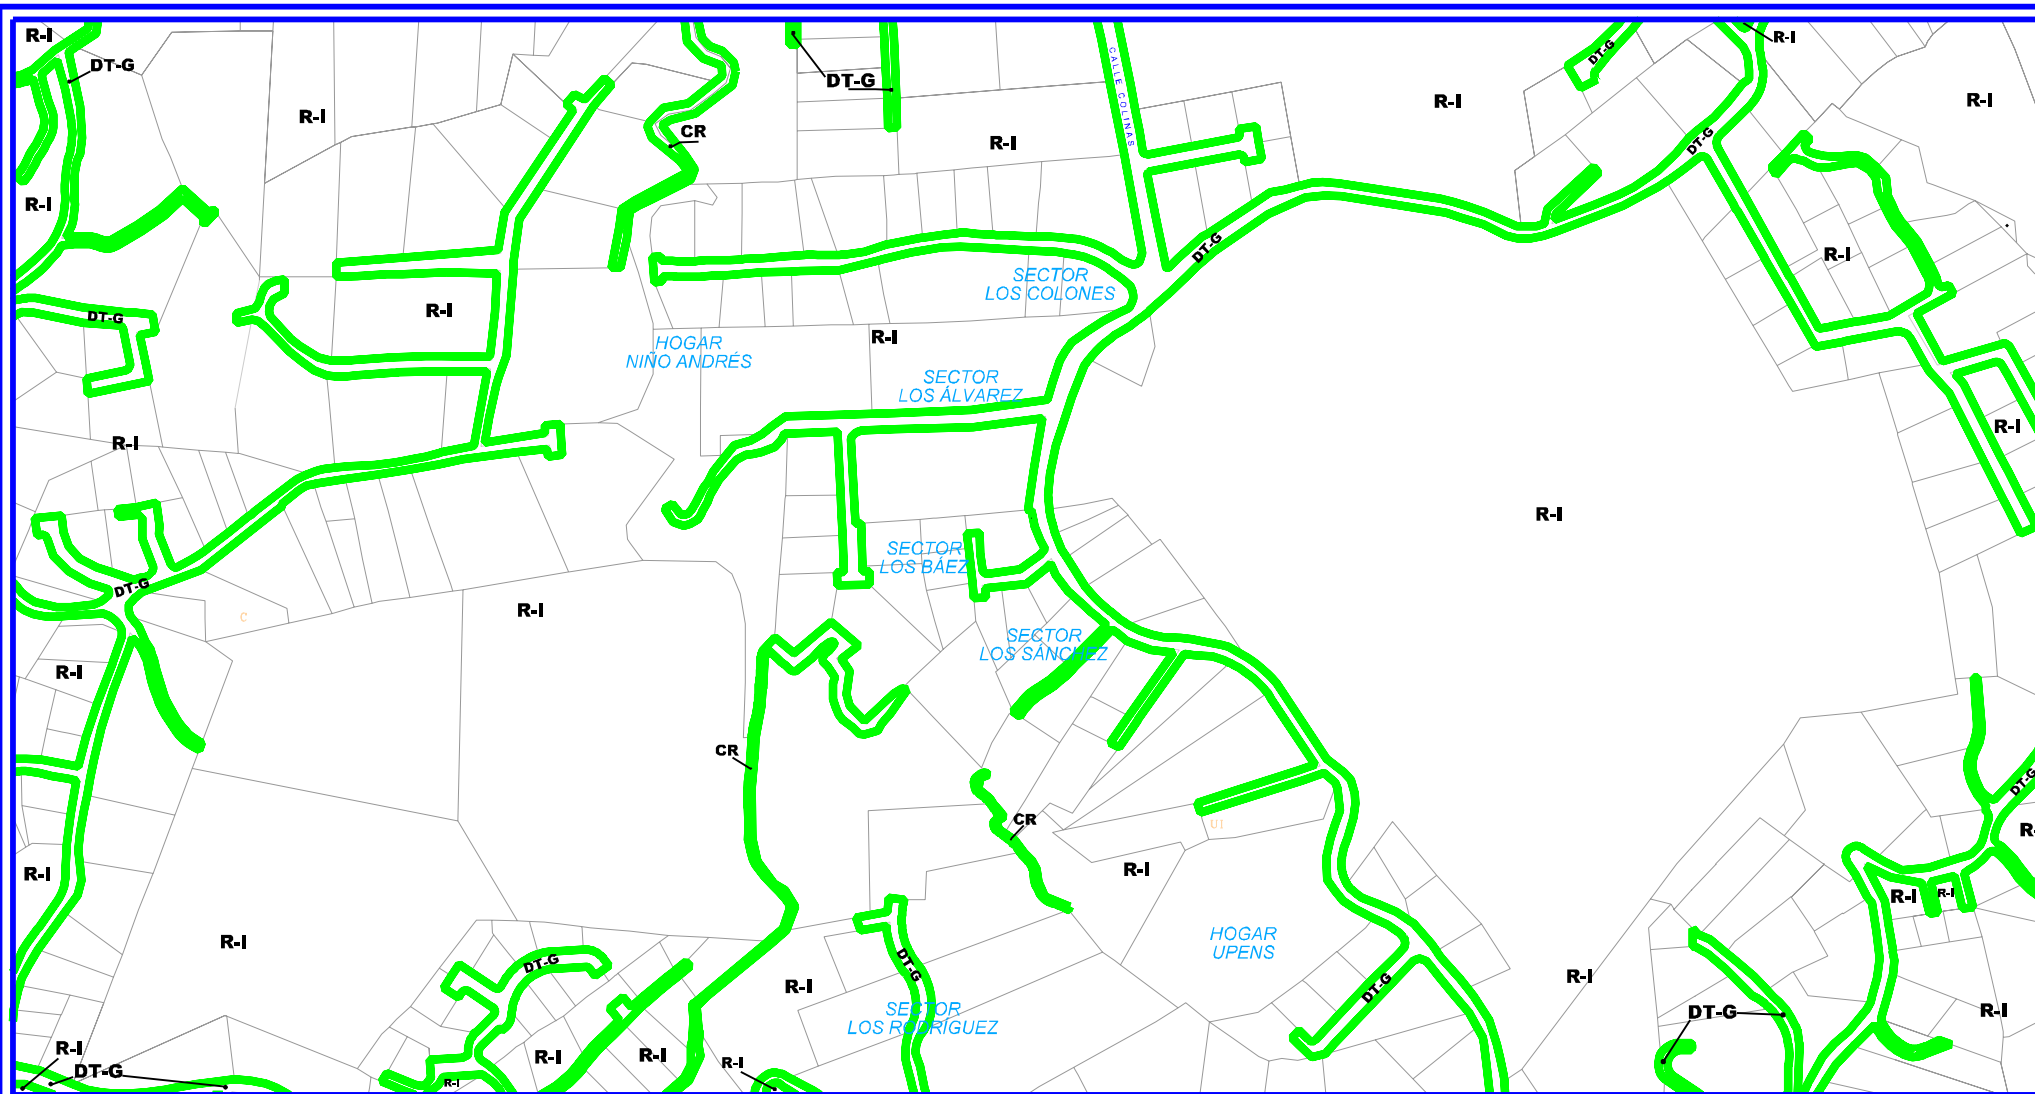 R-I
DT-G
R-I
R-I
CR
DT-G
R-I
CALLE COLINAS
R-I
DT-G
R-I
R-I
DT-G
DT-G
R-I
DT-G
R-I
R-I
SECTOR
LOS COLONES
R-I
HOGAR
NIÑO ANDRÉS
SECTOR
LOS ÁLVAREZ
R-I
R-I
R-I
SECTOR
LOS BÁEZ
DT-G
R-I
C
SECTOR
LOS SÁNCHEZ
R-I
CR
DT-G
CR
U1
R-I
R-I
R-I
R-I
R-I
R-I
HOGAR
UPENS
DT-G
DT-G
R-I
DT-G
R-I
SECTOR
LOS RODRÍGUEZ
DT-G
R-I
R-I
R-I
R-I
R-I
DT-G
R-I